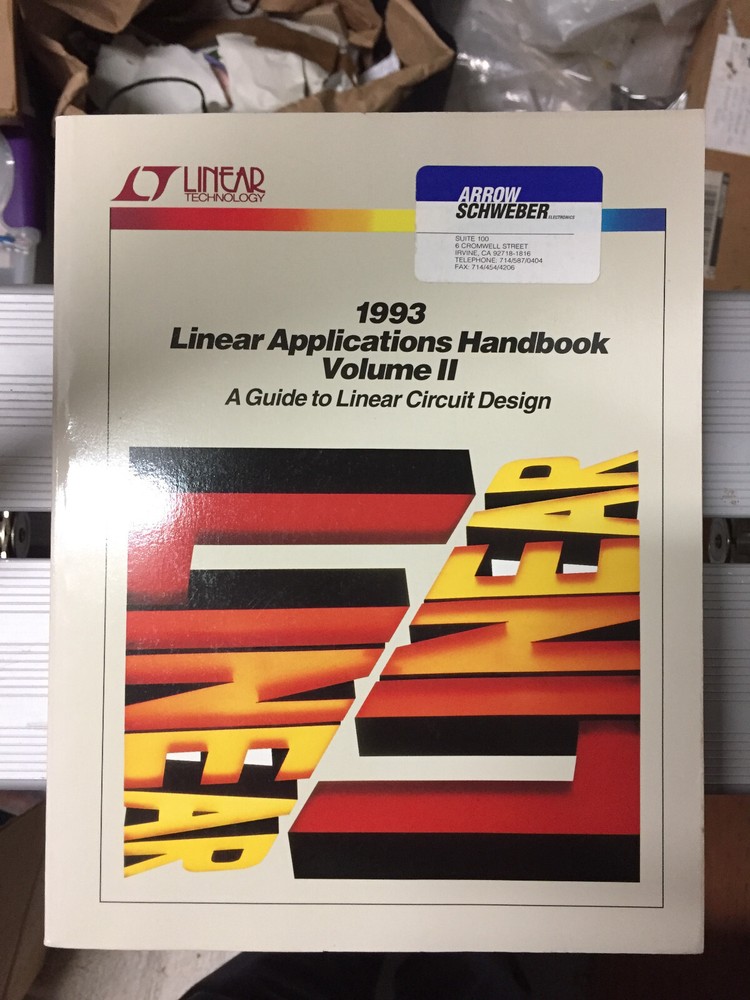 LINEAR
TECHNOLOGY
ARROW
SCHWEBER ELECTRONICS
SUITE 100
6 CROMWELL STREET
IRVINE, CA 92718-1816
TELEPHONE: 714/587/0404
FAX: 714/454/4206
1993
Linear Applications Handbook
Volume II
A Guide to Linear Circuit Design
LINEAR
LINEAR